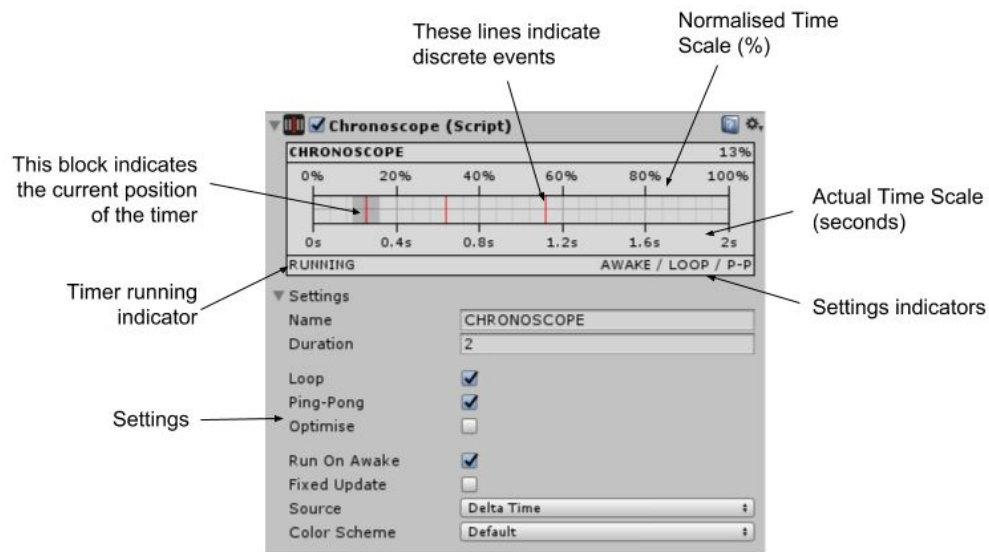 These lines indicate
discrete events
Normalised Time
Scale (%)
Chronoscope (Script)
CHRONOSCOPE 13%
0% 20% 40% 60% 80% 100%
This block indicates
the current position
of the timer
Actual Time Scale
(seconds)
0s 0.4s 0.8s 1.2s 1.6s 2s
RUNNING AWAKE / LOOP / P-P
Timer running
indicator
Settings indicators
Settings
Name CHRONOSCOPE
Duration 2
Loop
Ping-Pong
Settings
Optimise
Run On Awake
Fixed Update
Source Delta Time
Color Scheme Default